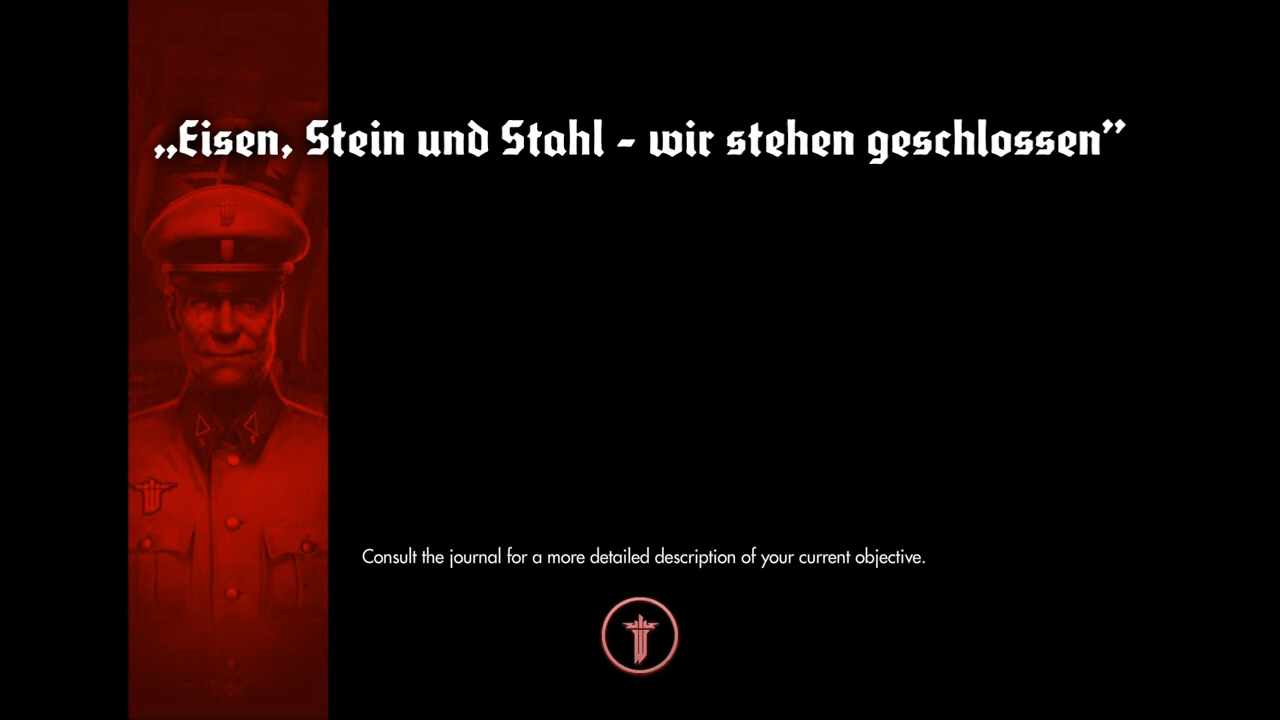 „Eisen, Stein und Stahl - wir stehen geschlossen”
Consult the journal for a more detailed description of your current objective.